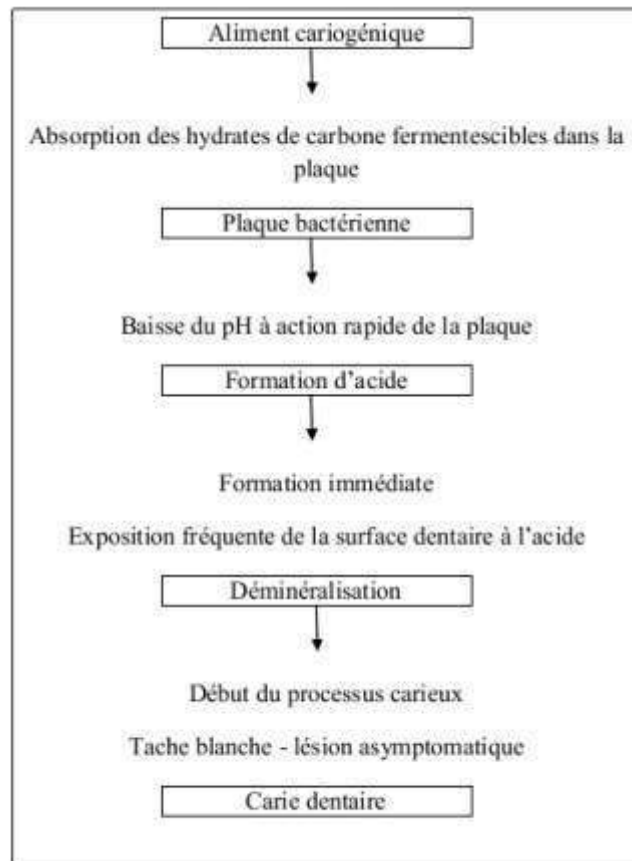 Aliment cariogénique
Absorption des hydrates de carbone fermentescibles dans la
plaque
Plaque bactérienne
Baisse du pH à action rapide de la plaque
Formation d'acide
Formation immédiate
Exposition fréquente de la surface dentaire à l'acide
Déminéralisation
Début du processus carieux
Tache blanche - lésion asymptomatique
Carie dentaire